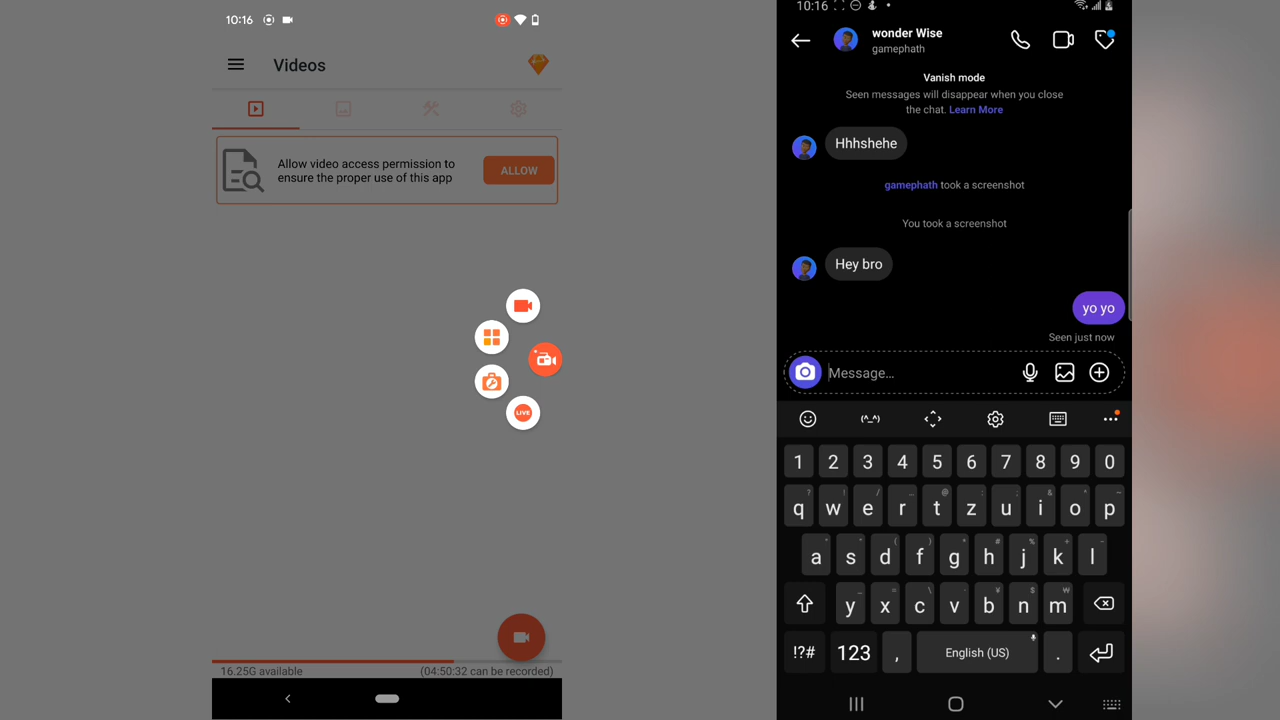 10:16
Videos
Allow video access permission to
ensure the proper use of this app
ALLOW
LIVE
16.25G available
(04:50:32 can be recorded)
10:16
wonder Wise
gamephath
Vanish mode
Seen messages will disappear when you close
the chat. Learn More
Hhhshehe
gamephath took a screenshot
You took a screenshot
Hey bro
yo yo
Seen just now
Message...
(^_^)
1 2 3 4 5 6 7 8 9 0
q w e r t z u i o p
a s d f g h j k l
y x c v b n m
!?# 123 , English (US) .